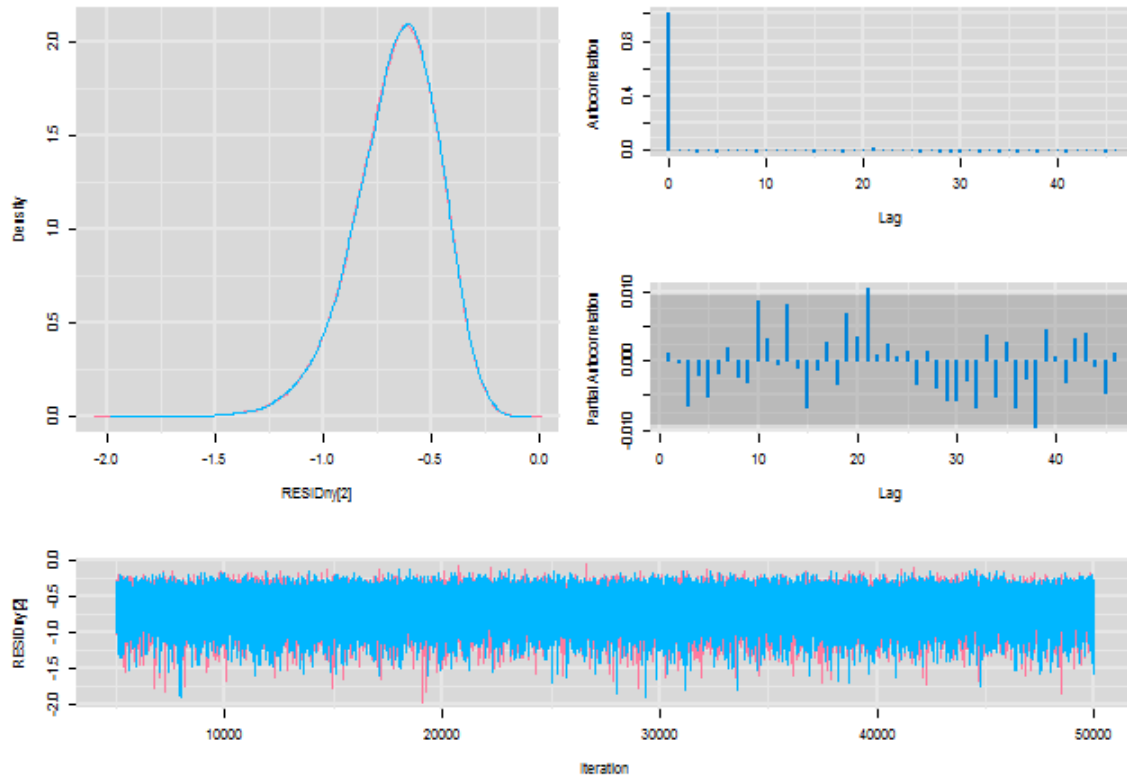 Density
2.0
1.5
1.0
0.5
0.0
-2.0 -1.5 -1.0 -0.5 0.0
RESIDny[2]
Autocorrelation
0.8
0.4
0.0
0 10 20 30 40
Lag
Partial Autocorrelation
0.010
0.000
-0.010
0 10 20 30 40
Lag
RESIDny[2]
0.0
-0.5
-1.0
-1.5
-2.0
10000 20000 30000 40000 50000
Iteration